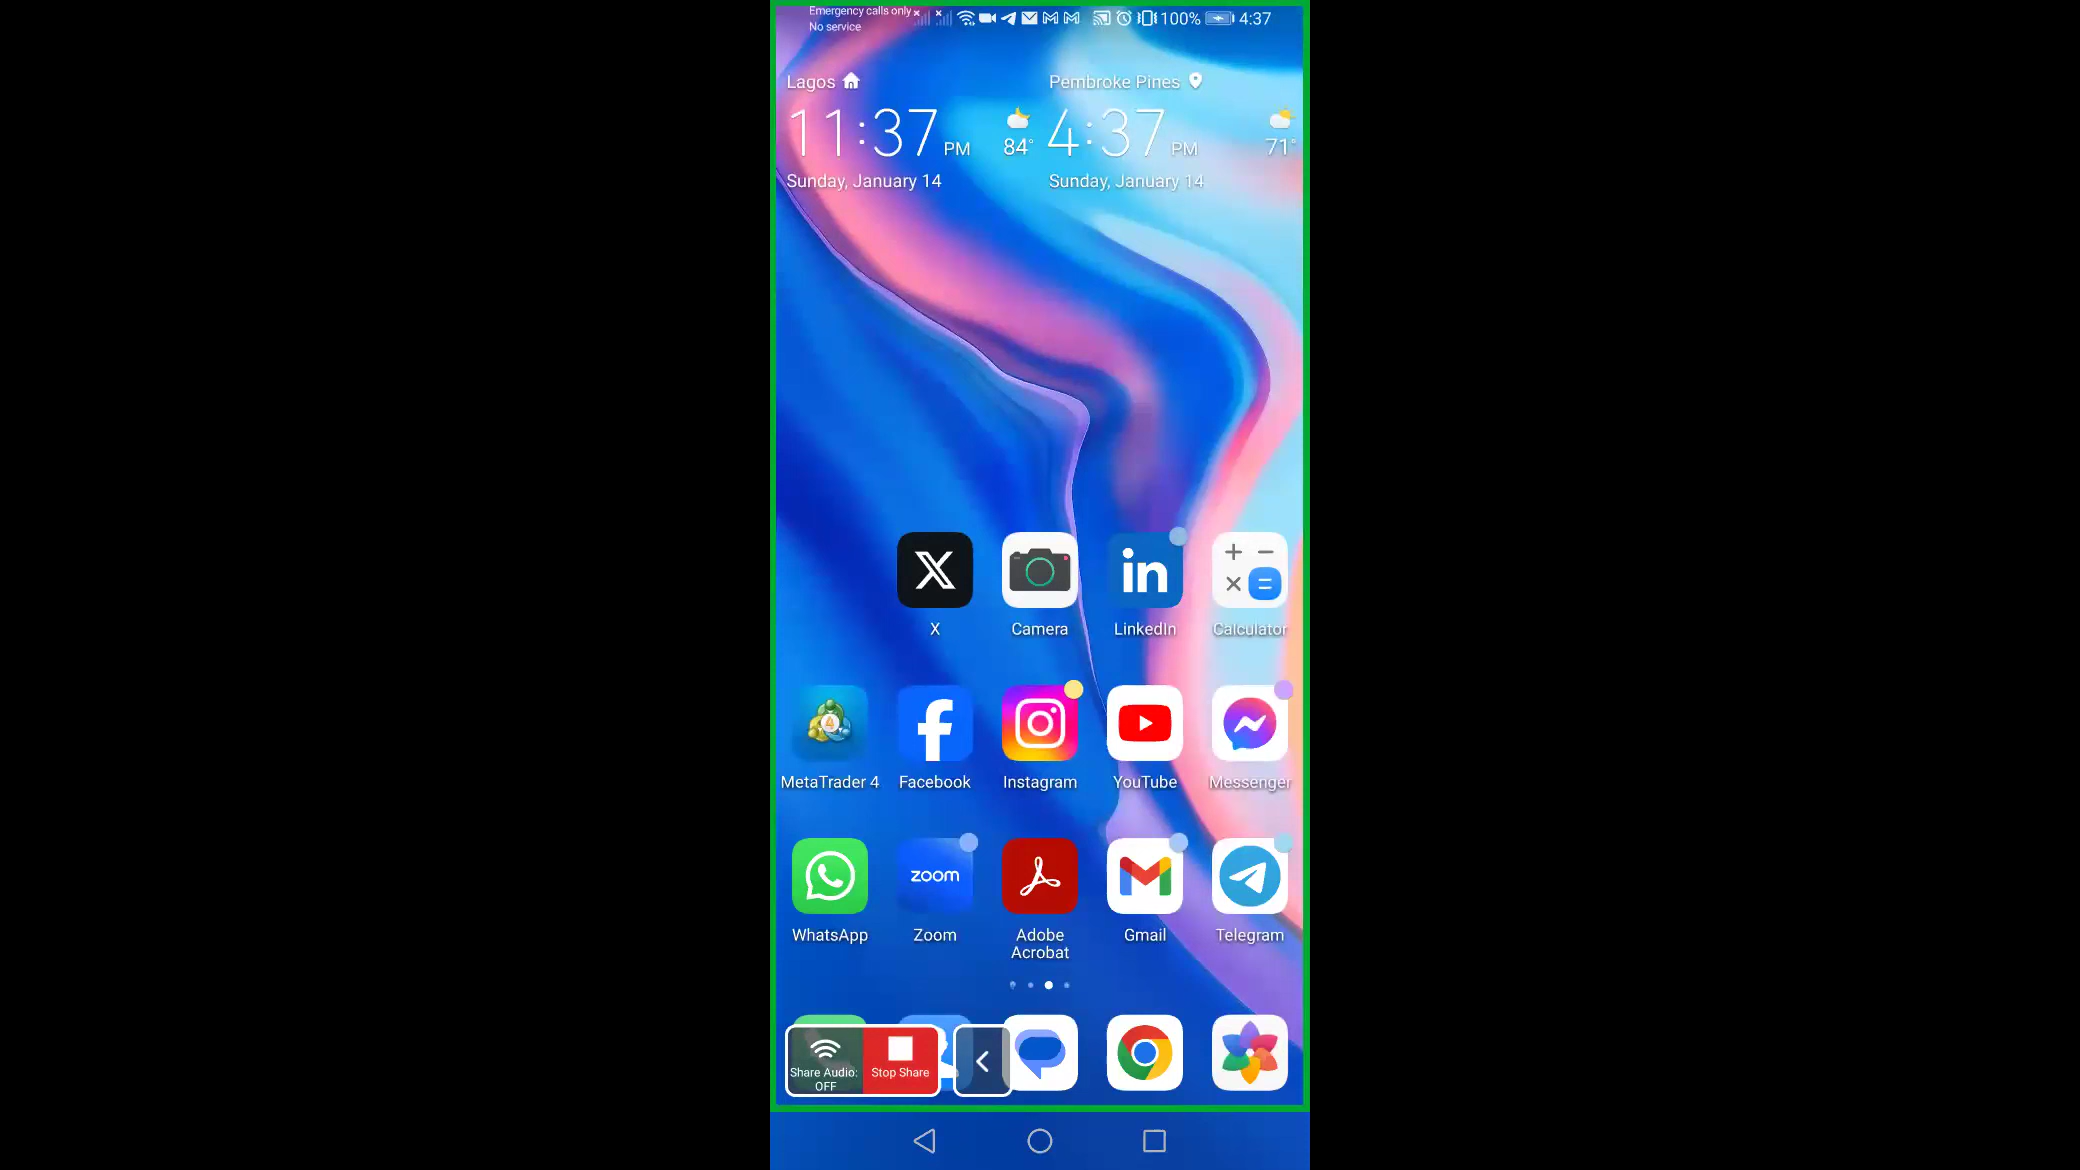 Emergency calls only
No service
100% 4:37
Lagos
11:37 PM
84°
Sunday, January 14
Pembroke Pines
4:37 PM
71°
Sunday, January 14
X
Camera
LinkedIn
Calculator
MetaTrader 4
Facebook
Instagram
YouTube
Messenger
zoom
WhatsApp
Zoom
Adobe
Acrobat
Gmail
Telegram
Share Audio:
OFF
Stop Share